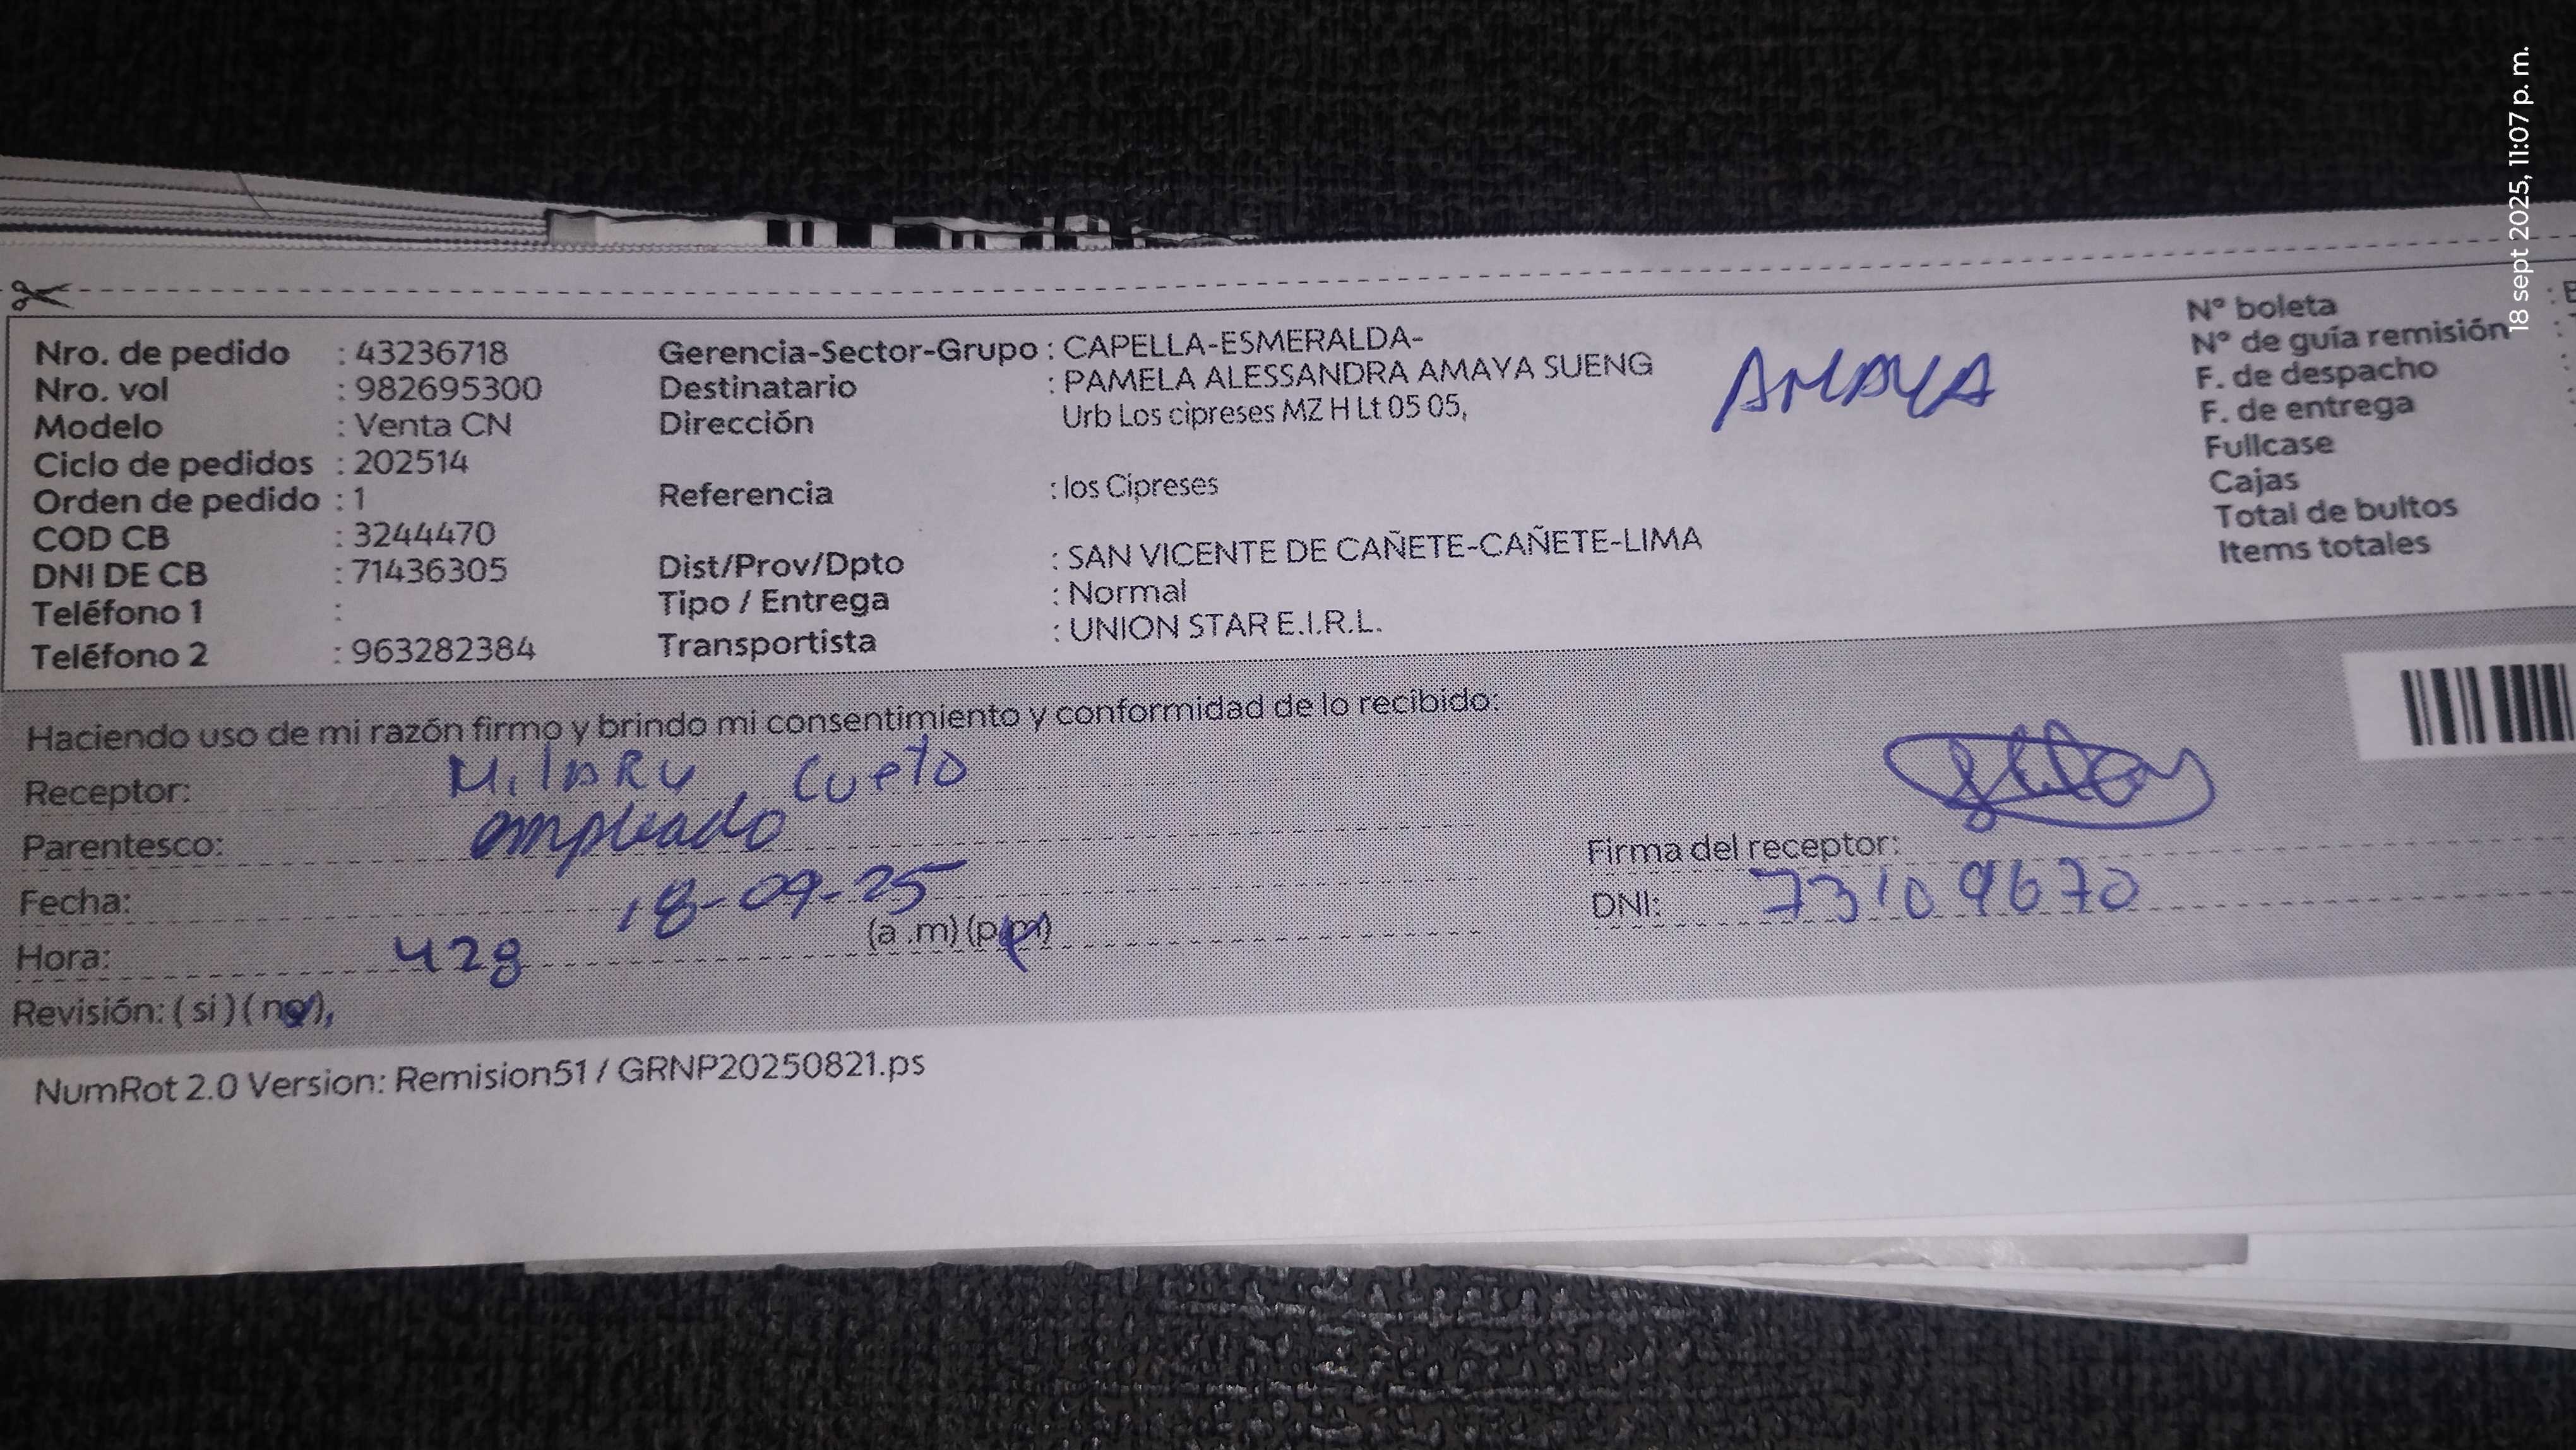 Nro. de pedido : 43236718
Nro. vol : 982695300
Modelo : Venta CN
Ciclo de pedidos : 202514
Orden de pedido : 1
COD CB : 3244470
DNI DE CB : 71436305
Teléfono 1 :
Teléfono 2 : 963282384
Gerencia-Sector-Grupo : CAPELLA-ESMERALDA-
Destinatario : PAMELA ALESSANDRA AMAYA SUENG
Dirección Urb Los cipreses MZ H Lt 05 05,
Referencia : los Cipreses
Dist/Prov/Dpto : SAN VICENTE DE CAÑETE-CAÑETE-LIMA
Tipo / Entrega : Normal
Transportista : UNION STAR E.I.R.L.
AMAYA
N° boleta :
N° de guía remisión :
F. de despacho :
F. de entrega :
Fullcase
Cajas
Total de bultos
Items totales
Haciendo uso de mi razón firmo y brindo mi consentimiento y conformidad de lo recibido:
Receptor: Cueto
Parentesco: empleado
Fecha: 18-09-25
Hora: 428 (a .m) (p.m)
Revisión: ( si ) ( no ),
Firma del receptor:
DNI: 73109670
NumRot 2.0 Version: Remision51 / GRNP20250821.ps
18 sept 2025, 11:07 p. m.